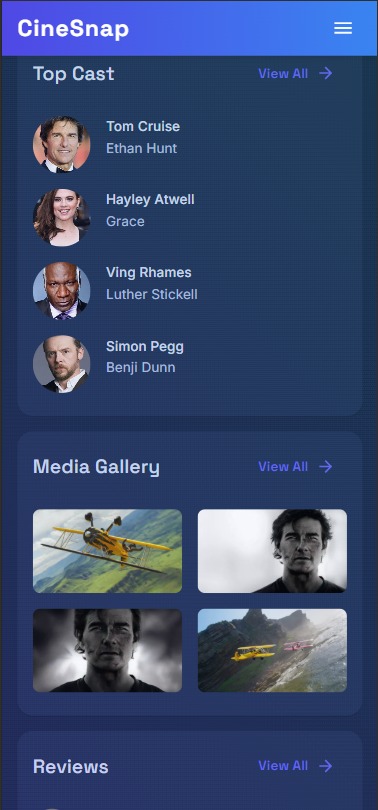 CineSnap
Top Cast View All
Tom Cruise
Ethan Hunt
Hayley Atwell
Grace
Ving Rhames
Luther Stickell
Simon Pegg
Benji Dunn
Media Gallery View All
Reviews View All